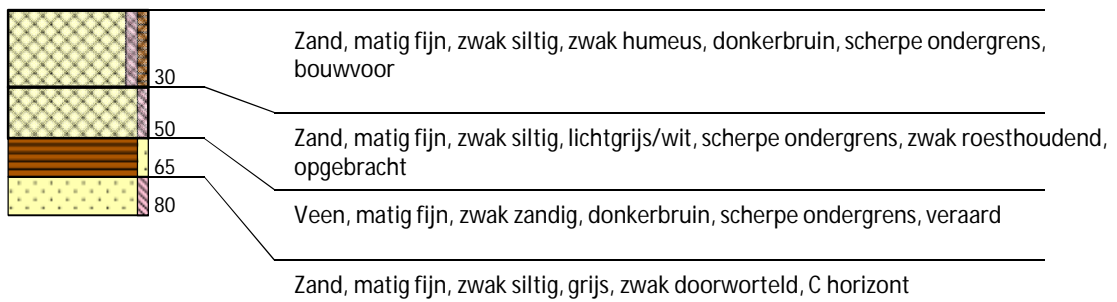 Zand, matig fijn, zwak siltig, zwak humeus, donkerbruin, scherpe ondergrens,
bouwvoor
30
Zand, matig fijn, zwak siltig, lichtgrijs/wit, scherpe ondergrens, zwak roesthoudend,
opgebracht
50
Veen, matig fijn, zwak zandig, donkerbruin, scherpe ondergrens, veraard
65
Zand, matig fijn, zwak siltig, grijs, zwak doorworteld, C horizont
80